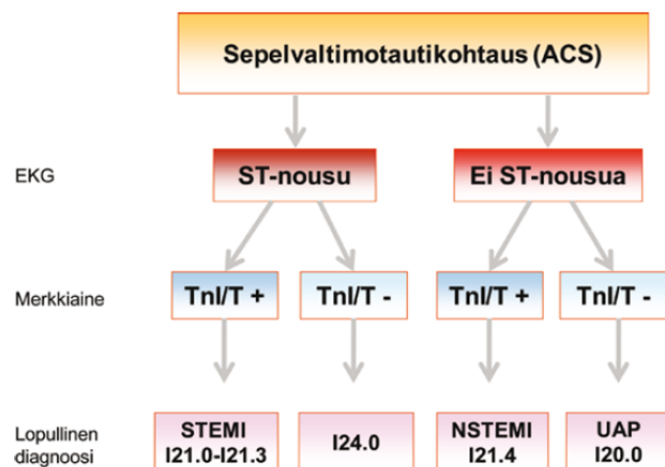 Sepelvaltimotautikohtaus (ACS)
EKG
ST-nousu
Ei ST-nousua
Merkkiaine
TnI/T +
TnI/T -
TnI/T +
TnI/T -
Lopullinen
diagnoosi
STEMI
I21.0-I21.3
I24.0
NSTEMI
I21.4
UAP
I20.0